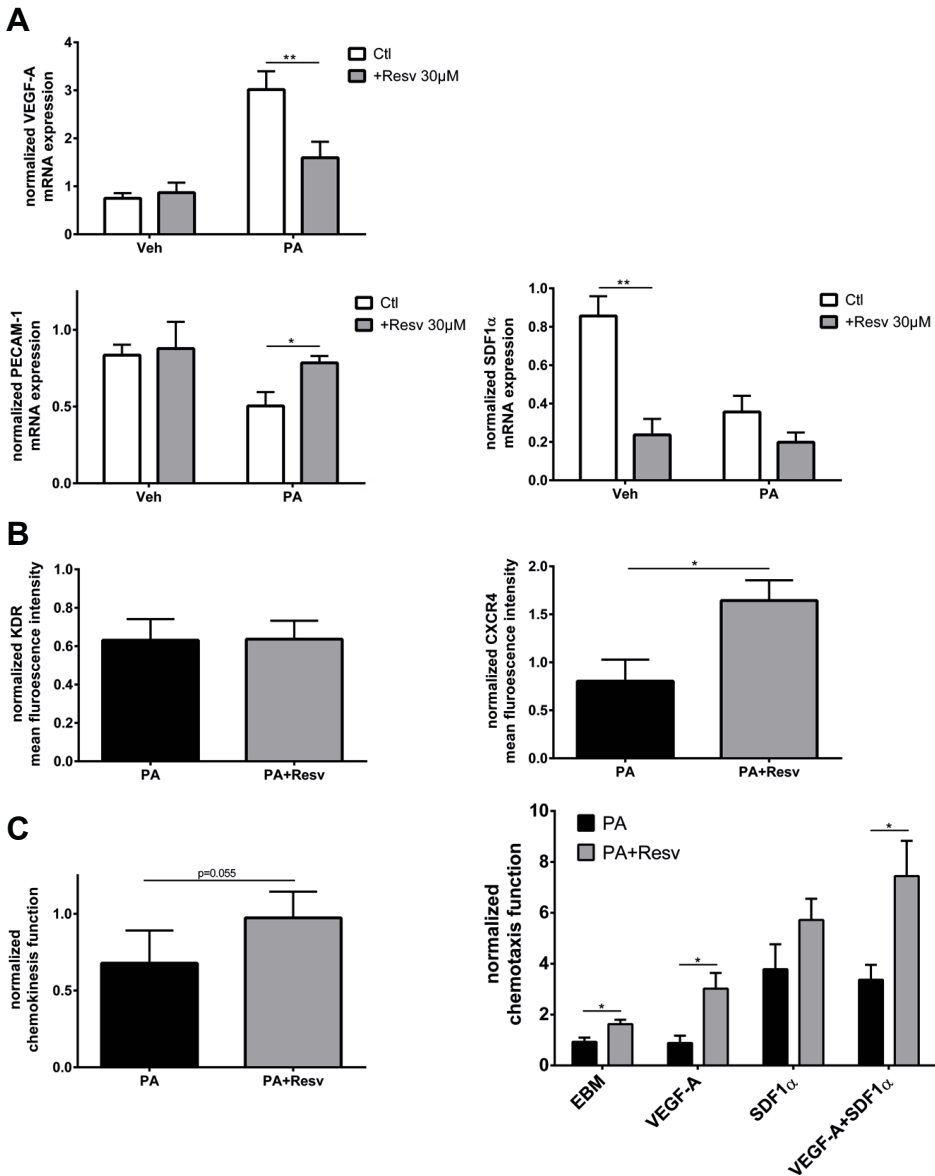 A
normalized VEGF-A
mRNA expression
4
3
2
1
0
**
Ctl
+Resv 30µM
Veh
PA
normalized PECAM-1
mRNA expression
1.0
0.5
0.0
*
Ctl
+Resv 30µM
Veh
PA
normalized SDF1α
mRNA expression
1.0
0.8
0.6
0.4
0.2
0.0
**
Ctl
+Resv 30µM
Veh
PA
B
normalized KDR
mean fluroescence intensity
1.0
0.8
0.6
0.4
0.2
0.0
PA
PA+Resv
normalized CXCR4
mean fluroescence intensity
2.0
1.5
1.0
0.5
0.0
*
PA
PA+Resv
C
normalized
chemokinesis function
1.0
0.5
0.0
p=0.055
PA
PA+Resv
normalized
chemotaxis function
10
8
6
4
2
0
PA
PA+Resv
*
*
*
EBM
VEGF-A
SDF1α
VEGF-A+SDF1α